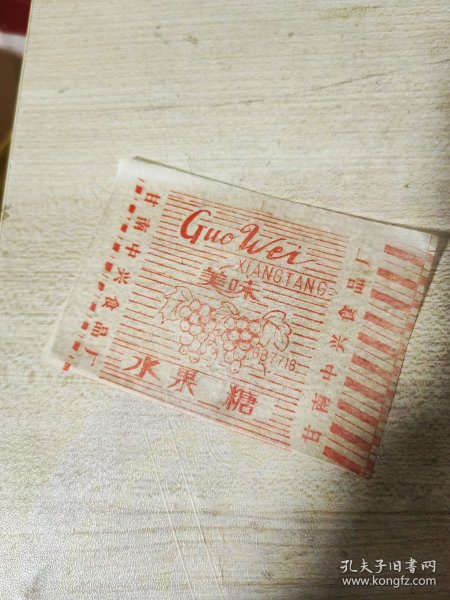 甘南中兴食品厂
Guo Wei
XIANGTANG
美味
水果糖
甘南中兴食品厂
孔夫子旧书网
www.kongfz.com